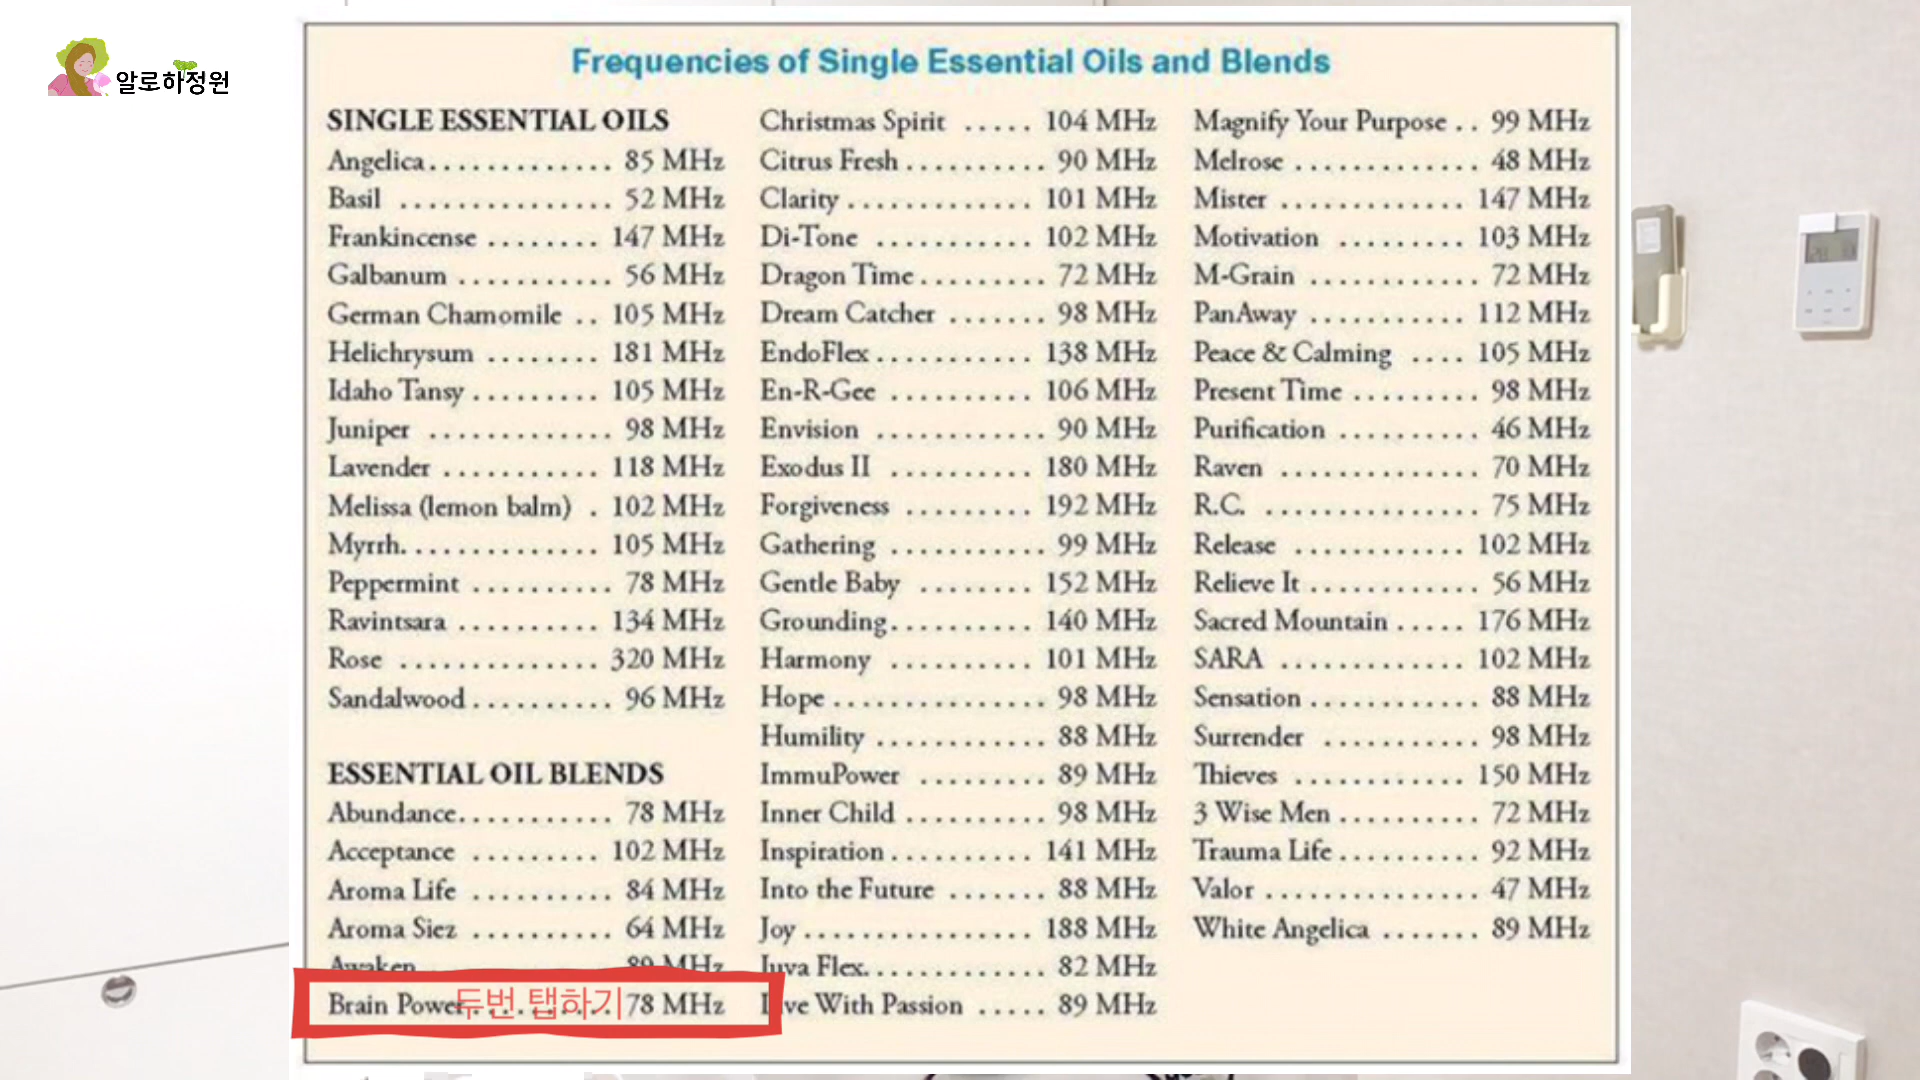 알로하정원
Frequencies of Single Essential Oils and Blends
SINGLE ESSENTIAL OILS
Angelica............. 85 MHz
Basil ............... 52 MHz
Frankincense ........ 147 MHz
Galbanum ........... 56 MHz
German Chamomile .. 105 MHz
Helichrysum ........ 181 MHz
Idaho Tansy......... 105 MHz
Juniper ............. 98 MHz
Lavender ........... 118 MHz
Melissa (lemon balm) . 102 MHz
Myrrh.............. 105 MHz
Peppermint .......... 78 MHz
Ravintsara .......... 134 MHz
Rose .............. 320 MHz
Sandalwood.......... 96 MHz
ESSENTIAL OIL BLENDS
Abundance........... 78 MHz
Acceptance ......... 102 MHz
Aroma Life .......... 84 MHz
Aroma Siez .......... 64 MHz
Awaken 89 MHz
Brain Power......... 78 MHz
두번 탭하기
Christmas Spirit ..... 104 MHz
Citrus Fresh .......... 90 MHz
Clarity ............. 101 MHz
Di-Tone ........... 102 MHz
Dragon Time......... 72 MHz
Dream Catcher ....... 98 MHz
EndoFlex........... 138 MHz
En-R-Gee .......... 106 MHz
Envision ............ 90 MHz
Exodus II .......... 180 MHz
Forgiveness ......... 192 MHz
Gathering ........... 99 MHz
Gentle Baby ........ 152 MHz
Grounding.......... 140 MHz
Harmony .......... 101 MHz
Hope ............... 98 MHz
Humility ............ 88 MHz
ImmuPower ......... 89 MHz
Inner Child .......... 98 MHz
Inspiration.......... 141 MHz
Into the Future ....... 88 MHz
Joy................ 188 MHz
Juva Flex............. 82 MHz
ve With Passion ..... 89 MHz
Magnify Your Purpose .. 99 MHz
Melrose ............. 48 MHz
Mister ............. 147 MHz
Motivation ......... 103 MHz
M-Grain ............ 72 MHz
PanAway ........... 112 MHz
Peace & Calming .... 105 MHz
Present Time ......... 98 MHz
Purification .......... 46 MHz
Raven .............. 70 MHz
R.C. ............... 75 MHz
Release ............ 102 MHz
Relieve It ............ 56 MHz
Sacred Mountain ..... 176 MHz
SARA ............. 102 MHz
Sensation ............ 88 MHz
Surrender ........... 98 MHz
Thieves ............ 150 MHz
3 Wise Men .......... 72 MHz
Trauma Life .......... 92 MHz
Valor ............... 47 MHz
White Angelica ....... 89 MHz